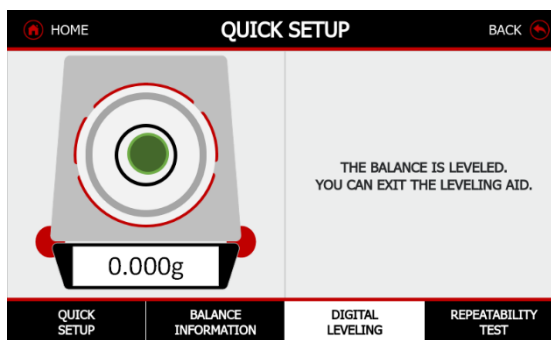 HOME
QUICK SETUP
BACK
THE BALANCE IS LEVELED.
YOU CAN EXIT THE LEVELING AID.
0.000g
QUICK
SETUP
BALANCE
INFORMATION
DIGITAL
LEVELING
REPEATABILITY
TEST